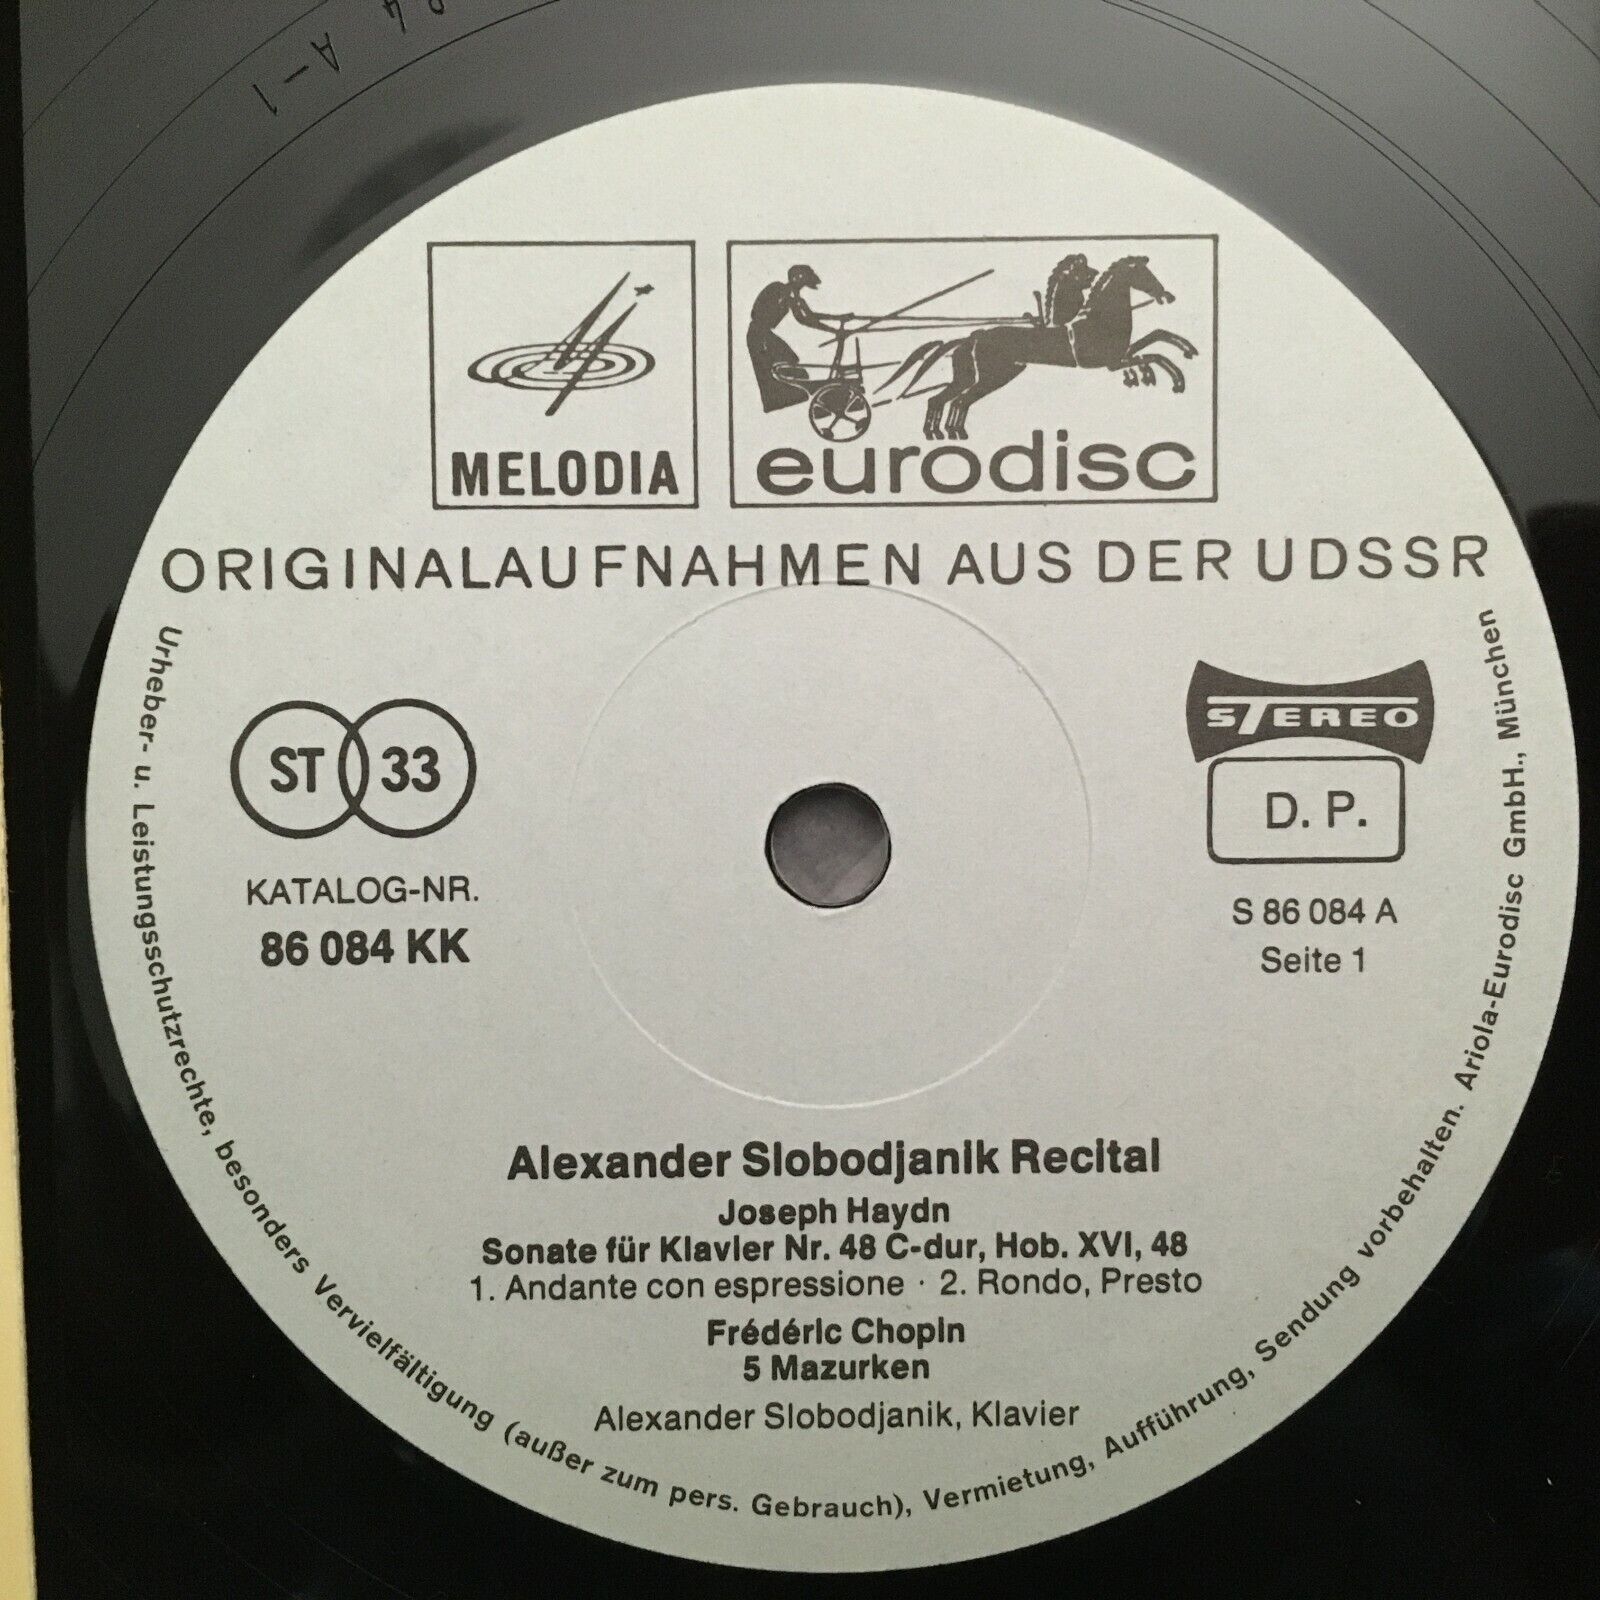 A-1
MELODIA
eurodisc
ORIGINALAUFNAHMEN AUS DER UDSSR
ST 33
STEREO
D. P.
KATALOG-NR.
86 084 KK
S 86 084 A
Seite 1
Alexander Slobodjanik Recital
Joseph Haydn
Sonate für Klavier Nr. 48 C-dur, Hob. XVI, 48
1. Andante con espressione · 2. Rondo, Presto
Frédéric Chopin
5 Mazurken
Alexander Slobodjanik, Klavier
Urheber- u. Leistungsschutzrechte, besonders Vervielfältigung (außer zum pers. Gebrauch), Vermietung, Aufführung, Sendung vorbehalten. Ariola-Eurodisc GmbH., München